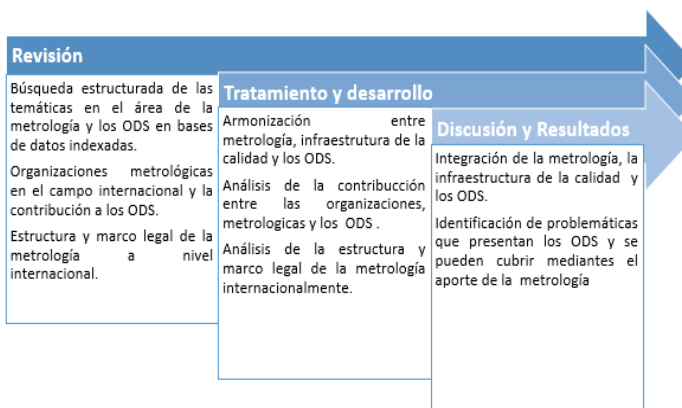 Revisión
Búsqueda estructurada de las
temáticas en el área de la
metrología y los ODS en bases
de datos indexadas.
Organizaciones metrológicas
en el campo internacional y la
contribución a los ODS.
Estructura y marco legal de la
metrología a nivel
internacional.
Tratamiento y desarrollo
Armonización entre
metrología, infraestrutura de la
calidad y los ODS.
Análisis de la contribucción
entre las organizaciones,
metrologicas y los ODS .
Análisis de la estructura y
marco legal de la metrología
internacionalmente.
Discusión y Resultados
Integración de la metrología, la
infraestructura de la calidad y
los ODS.
Identificación de problemáticas
que presentan los ODS y se
pueden cubrir mediantes el
aporte de la metrología